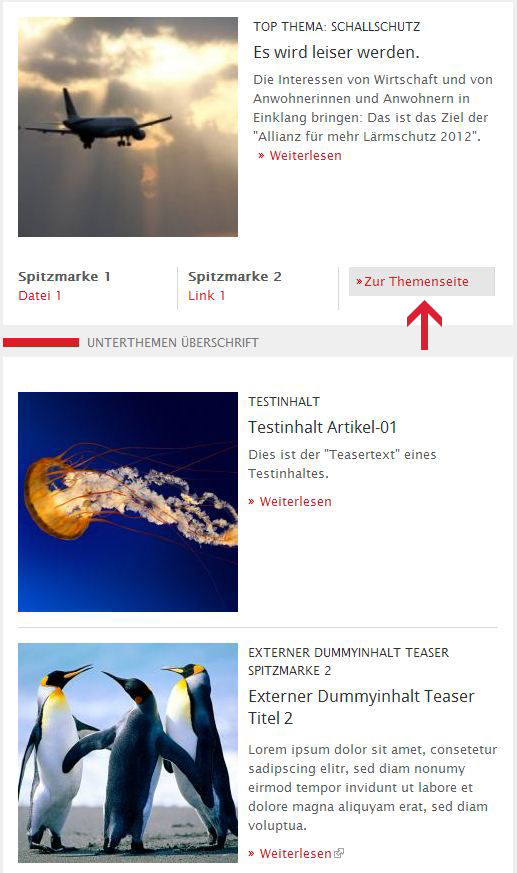 TOP THEMA: SCHALLSCHUTZ
Es wird leiser werden.
Die Interessen von Wirtschaft und von
Anwohnerinnen und Anwohnern in
Einklang bringen: Das ist das Ziel der
"Allianz für mehr Lärmschutz 2012".
» Weiterlesen
Spitzmarke 1
Datei 1
Spitzmarke 2
Link 1
»Zur Themenseite
UNTERTHEMEN ÜBERSCHRIFT
TESTINHALT
Testinhalt Artikel-01
Dies ist der "Teasertext" eines
Testinhaltes.
» Weiterlesen
EXTERNER DUMMYINHALT TEASER
SPITZMARKE 2
Externer Dummyinhalt Teaser
Titel 2
Lorem ipsum dolor sit amet, consetetur
sadipscing elitr, sed diam nonumy
eirmod tempor invidunt ut labore et
dolore magna aliquyam erat, sed diam
voluptua.
» Weiterlesen